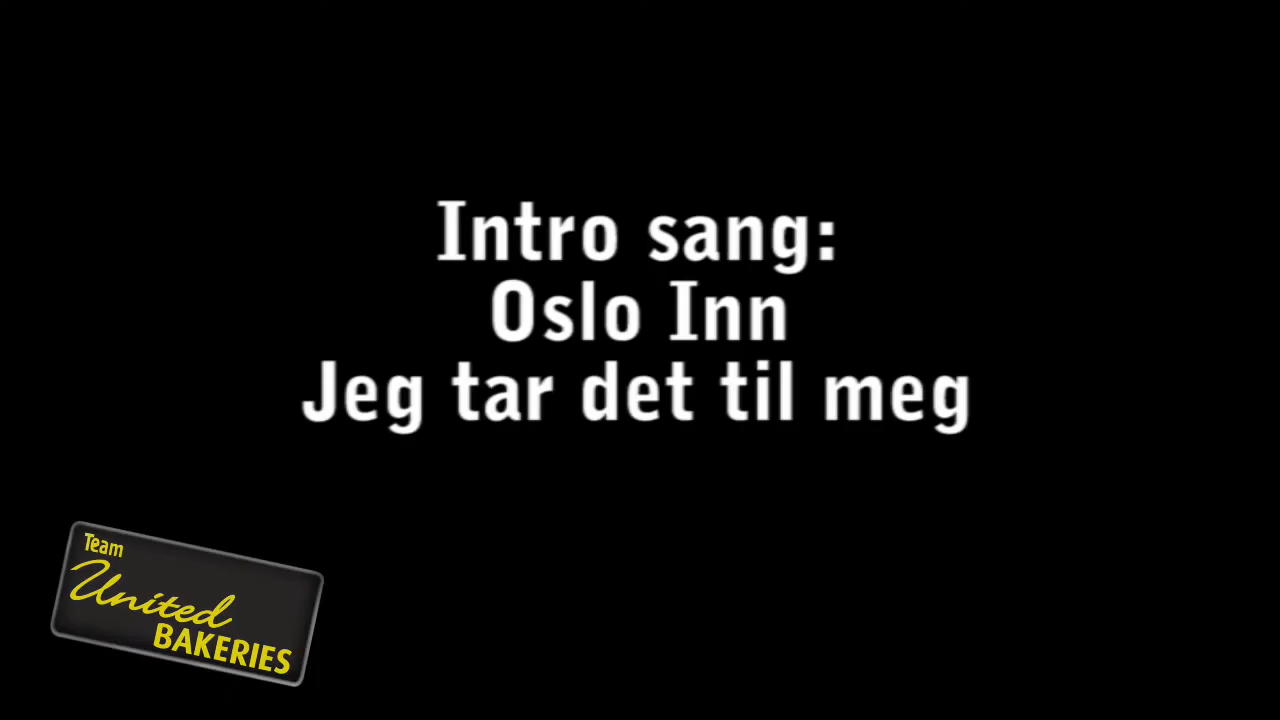 Intro sang:
Oslo Inn
Jeg tar det til meg
Team
United
BAKERIES